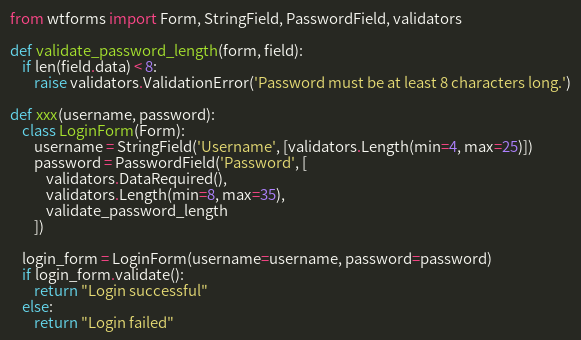 from wtforms import Form, StringField, PasswordField, validators

def validate_password_length(form, field):
    if len(field.data) < 8:
        raise validators.ValidationError('Password must be at least 8 characters long.')

def xxx(username, password):
    class LoginForm(Form):
        username = StringField('Username', [validators.Length(min=4, max=25)])
        password = PasswordField('Password', [
            validators.DataRequired(),
            validators.Length(min=8, max=35),
            validate_password_length
        ])

    login_form = LoginForm(username=username, password=password)
    if login_form.validate():
        return "Login successful"
    else:
        return "Login failed"